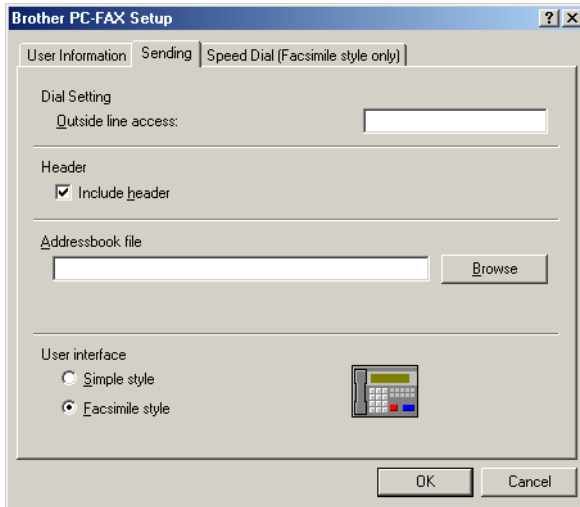 Brother PC-FAX Setup
User Information Sending Speed Dial (Facsimile style only)
Dial Setting
Outside line access:
Header
Include header
Addressbook file
Browse
User interface
Simple style
Facsimile style
OK Cancel